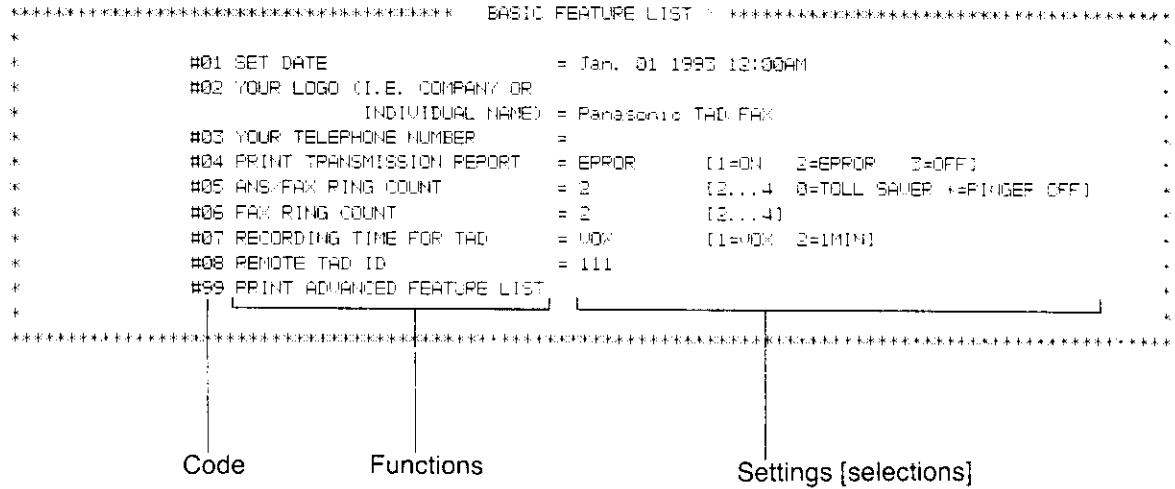 BASIC FEATURE LIST
#01 SET DATE = Jan. 01 1993 12:00AM
#02 YOUR LOGO (I.E. COMPANY OR
INDIVIDUAL NAME) = Panasonic TAD FAX
#03 YOUR TELEPHONE NUMBER =
#04 PRINT TRANSMISSION REPORT = ERROR [1=ON 2=ERROR 3=OFF]
#05 ANS/FAX RING COUNT = 2 [2...4 0=TOLL SAVER *=RINGER OFF]
#06 FAX RING COUNT = 2 [2...4]
#07 RECORDING TIME FOR TAD = VOX [1=VOX 2=1MIN]
#08 REMOTE TAD ID = 111
#99 PRINT ADVANCED FEATURE LIST
Code Functions Settings [selections]